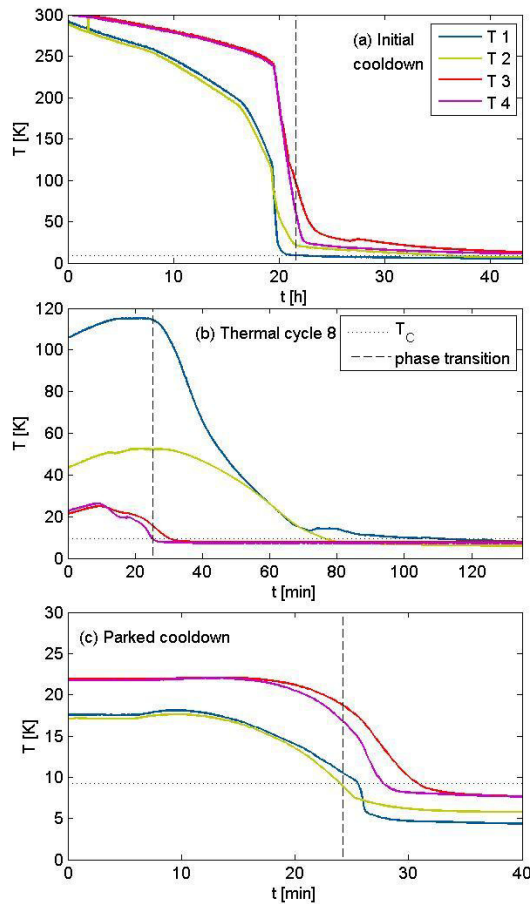 300
250
200
150
100
50
0
T [K]
(a) Initial
cooldown
T 1
T 2
T 3
T 4
0 10 20 30 40
t [h]
120
100
80
60
40
20
0
T [K]
(b) Thermal cycle 8
T_C
phase transition
0 20 40 60 80 100 120
t [min]
30
25
20
15
10
5
0
T [K]
(c) Parked cooldown
0 10 20 30 40
t [min]